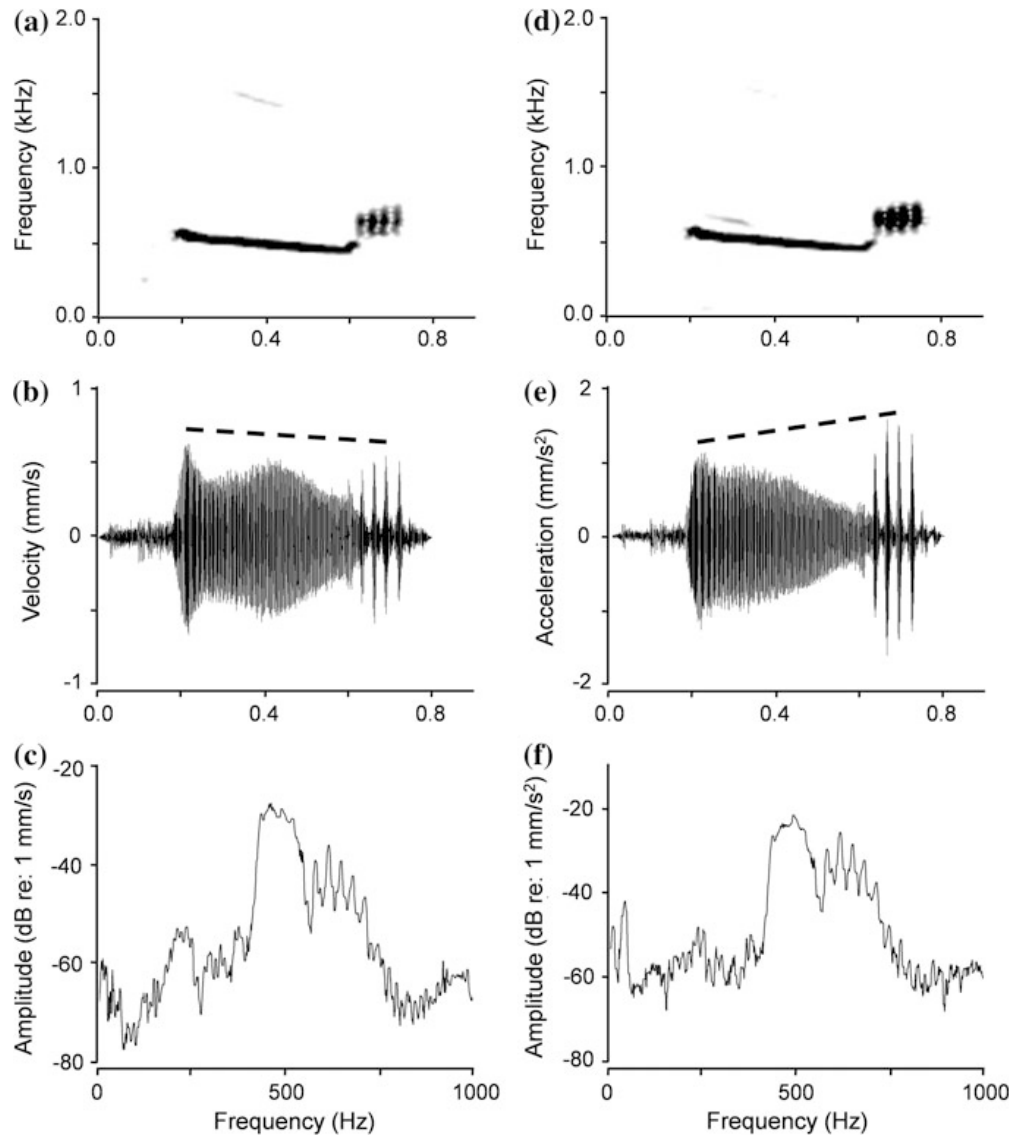 (a)
2.0
1.0
0.0
Frequency (kHz)
0.0
0.4
0.8
(d)
2.0
1.0
0.0
Frequency (kHz)
0.0
0.4
0.8
(b)
1
0
-1
Velocity (mm/s)
0.0
0.4
0.8
(e)
2
0
-2
Acceleration (mm/s²)
0.0
0.4
0.8
(c)
-20
-40
-60
-80
Amplitude (dB re: 1 mm/s)
0
500
1000
Frequency (Hz)
(f)
-20
-40
-60
-80
Amplitude (dB re: 1 mm/s²)
0
500
1000
Frequency (Hz)